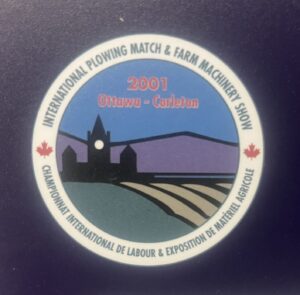 INTERNATIONAL PLOWING MATCH & FARM MACHINERY SHOW
2001
Ottawa - Carleton
CHAMPIONNAT INTERNATIONAL DE LABOUR & EXPOSITION DE MATÉRIEL AGRICOLE